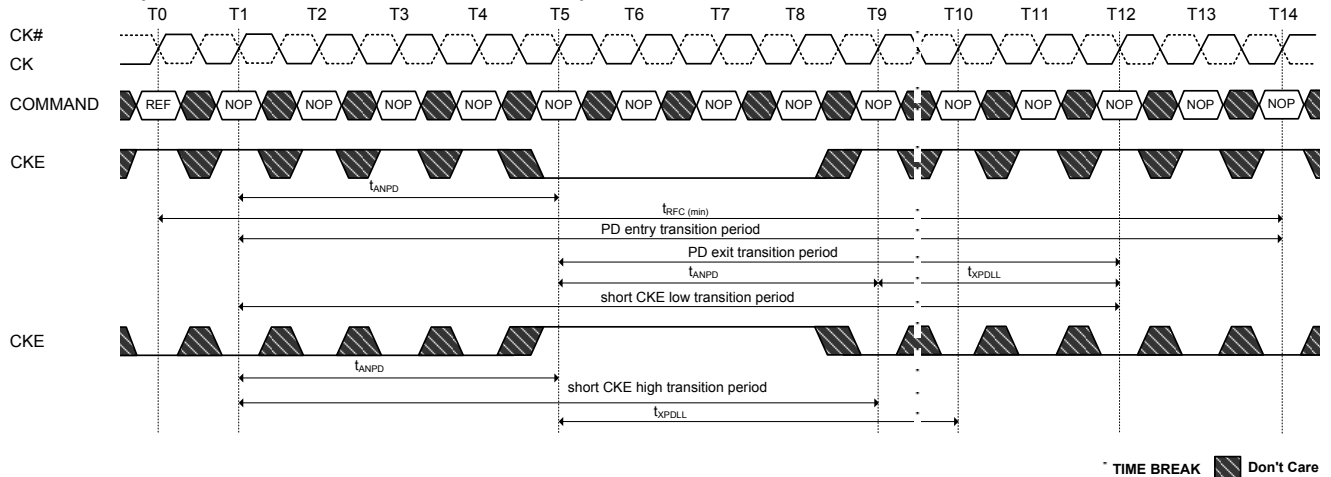 T0 T1 T2 T3 T4 T5 T6 T7 T8 T9 T10 T11 T12 T13 T14
CK#
CK
COMMAND REF NOP NOP NOP NOP NOP NOP NOP NOP NOP NOP NOP NOP NOP NOP
CKE
tANPD
tRFC (min)
PD entry transition period
PD exit transition period
tANPD tXPDLL
short CKE low transition period
CKE
tANPD
short CKE high transition period
tXPDLL
TIME BREAK Don't Care